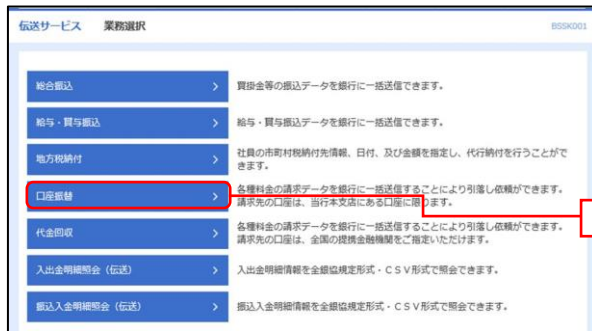 伝送サービス 業務選択 BSSK001
総合振込 > 買掛金等の振込データを銀行に一括送信できます。
給与・賞与振込 > 給与・賞与振込データを銀行に一括送信できます。
地方税納付 > 社員の市町村税納付先情報、日付、及び金額を指定し、代行納付を行うことがで
きます。
口座振替 > 各種料金の請求データを銀行に一括送信することにより引落し依頼ができます。
請求先の口座は、当行本支店にある口座に限ります。
代金回収 > 各種料金の請求データを銀行に一括送信することにより引落し依頼ができます。
請求先の口座は、全国の提携金融機関をご指定いただけます。
入出金明細照会（伝送） > 入出金明細情報を全銀協規定形式・ＣＳＶ形式で照会できます。
振込入金明細照会（伝送） > 振込入金明細情報を全銀協規定形式・ＣＳＶ形式で照会できます。